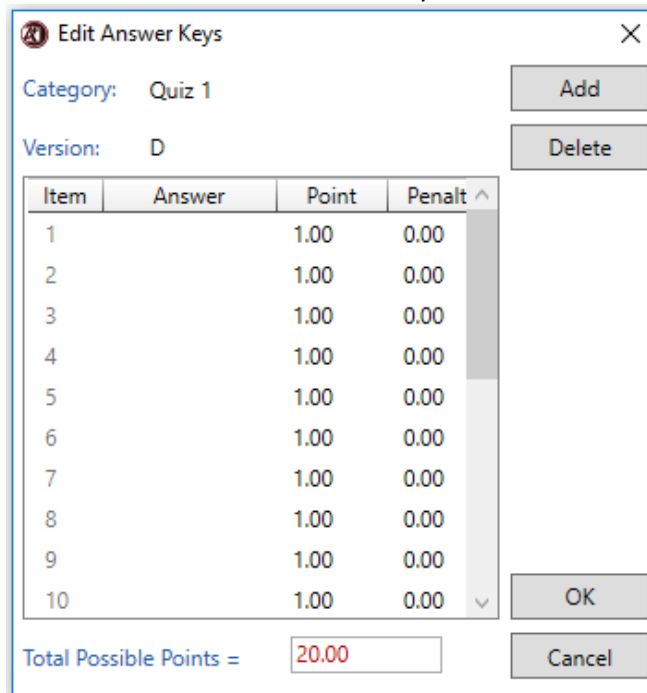 Edit Answer Keys
Category: Quiz 1 Add
Version: D Delete
Item Answer Point Penalt
1 1.00 0.00
2 1.00 0.00
3 1.00 0.00
4 1.00 0.00
5 1.00 0.00
6 1.00 0.00
7 1.00 0.00
8 1.00 0.00
9 1.00 0.00
10 1.00 0.00 OK
Total Possible Points = 20.00 Cancel